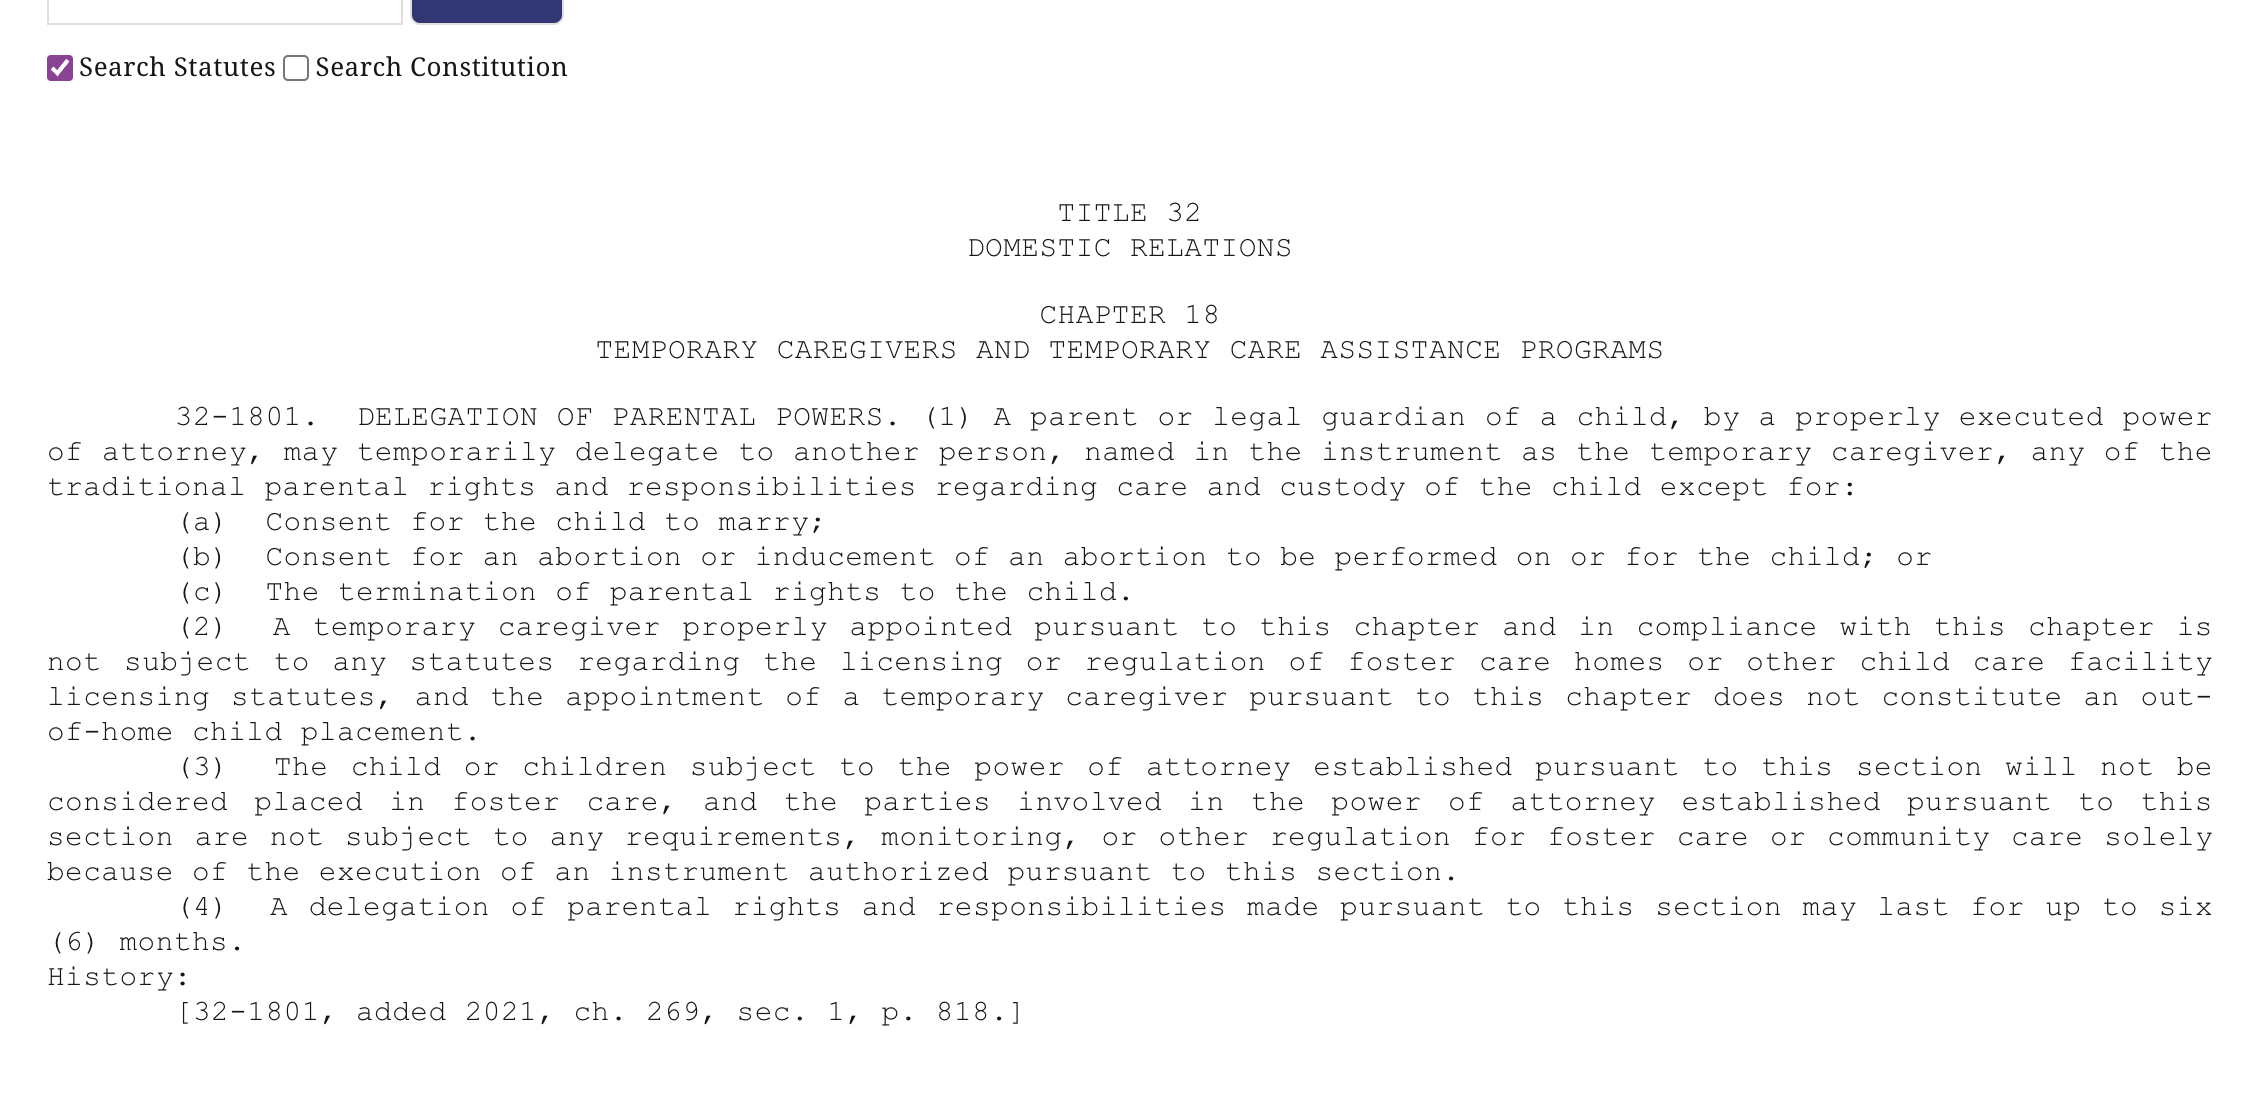 Search Statutes Search Constitution
TITLE 32
DOMESTIC RELATIONS
CHAPTER 18
TEMPORARY CAREGIVERS AND TEMPORARY CARE ASSISTANCE PROGRAMS
32-1801. DELEGATION OF PARENTAL POWERS. (1) A parent or legal guardian of a child, by a properly executed power
of attorney, may temporarily delegate to another person, named in the instrument as the temporary caregiver, any of the
traditional parental rights and responsibilities regarding care and custody of the child except for:
(a) Consent for the child to marry;
(b) Consent for an abortion or inducement of an abortion to be performed on or for the child; or
(c) The termination of parental rights to the child.
(2) A temporary caregiver properly appointed pursuant to this chapter and in compliance with this chapter is
not subject to any statutes regarding the licensing or regulation of foster care homes or other child care facility
licensing statutes, and the appointment of a temporary caregiver pursuant to this chapter does not constitute an out-
of-home child placement.
(3) The child or children subject to the power of attorney established pursuant to this section will not be
considered placed in foster care, and the parties involved in the power of attorney established pursuant to this
section are not subject to any requirements, monitoring, or other regulation for foster care or community care solely
because of the execution of an instrument authorized pursuant to this section.
(4) A delegation of parental rights and responsibilities made pursuant to this section may last for up to six
(6) months.
History:
[32-1801, added 2021, ch. 269, sec. 1, p. 818.]